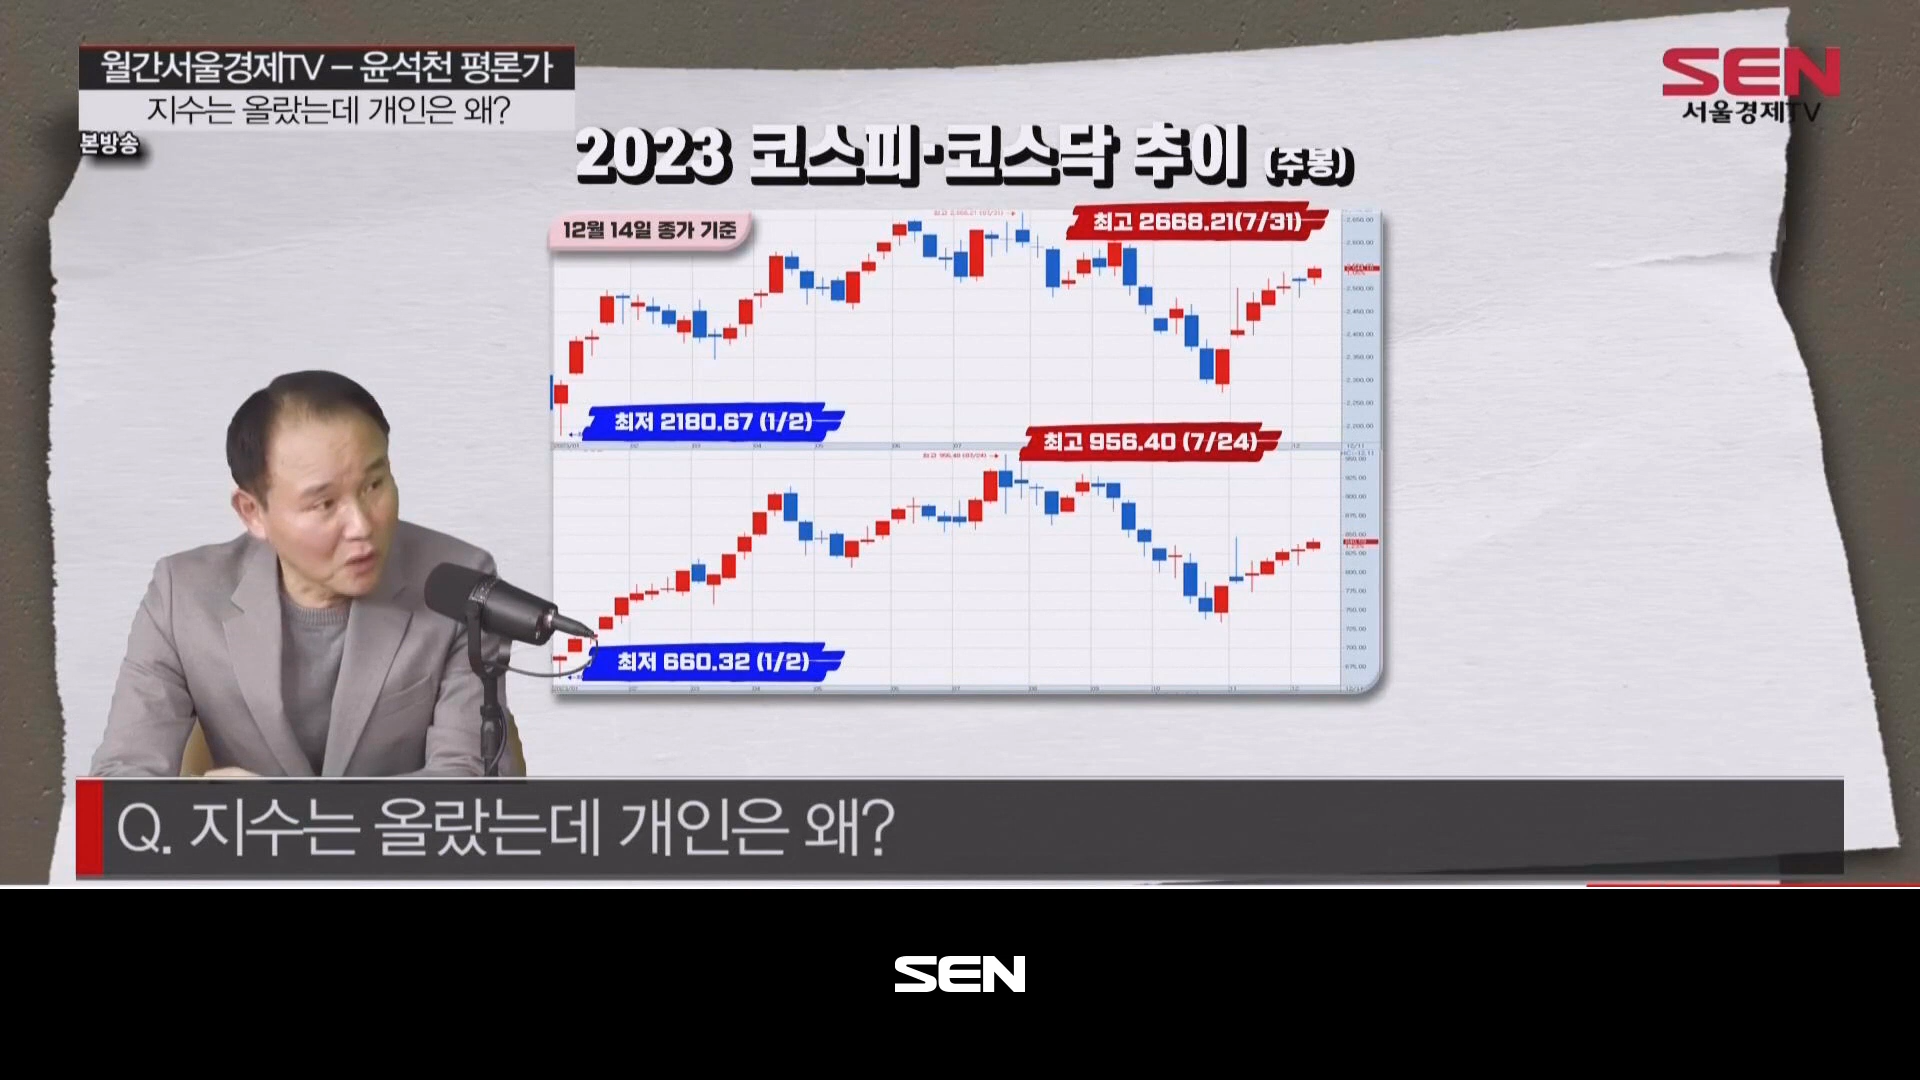 월간서울경제TV - 윤석천 평론가
지수는 올랐는데 개인은 왜?
본방송
SEN
서울경제TV
2023 코스피·코스닥 추이 (주봉)
12월 14일 종가 기준
최고 2668.21(7/31)
최저 2180.67 (1/2)
최고 956.40 (7/24)
최저 660.32 (1/2)
Q. 지수는 올랐는데 개인은 왜?
SEN